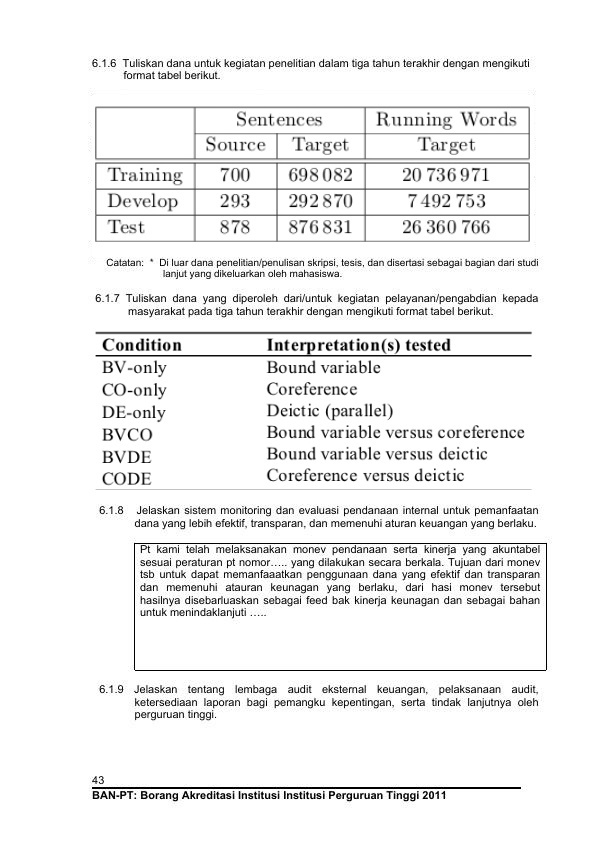 6.1.6 Tuliskan dana untuk kegiatan penelitian dalam tiga tahun terakhir dengan mengikuti
format tabel berikut.
Sentences Running Words
Source Target Target
Training 700 698 082 20 736 971
Develop 293 292 870 7 492 753
Test 878 876 831 26 360 766
Catatan: * Di luar dana penelitian/penulisan skripsi, tesis, dan disertasi sebagai bagian dari studi
lanjut yang dikeluarkan oleh mahasiswa.
6.1.7 Tuliskan dana yang diperoleh dari/untuk kegiatan pelayanan/pengabdian kepada
masyarakat pada tiga tahun terakhir dengan mengikuti format tabel berikut.
Condition Interpretation(s) tested
BV-only Bound variable
CO-only Coreference
DE-only Deictic (parallel)
BVCO Bound variable versus coreference
BVDE Bound variable versus deictic
CODE Coreference versus deictic
6.1.8 Jelaskan sistem monitoring dan evaluasi pendanaan internal untuk pemanfaatan
dana yang lebih efektif, transparan, dan memenuhi aturan keuangan yang berlaku.
Pt kami telah melaksanakan monev pendanaan serta kinerja yang akuntabel
sesuai peraturan pt nomor….. yang dilakukan secara berkala. Tujuan dari monev
tsb untuk dapat memanfaaatkan penggunaan dana yang efektif dan transparan
dan memenuhi atauran keunagan yang berlaku, dari hasi monev tersebut
hasilnya disebarluaskan sebagai feed bak kinerja keunagan dan sebagai bahan
untuk menindaklanjuti …..
6.1.9 Jelaskan tentang lembaga audit eksternal keuangan, pelaksanaan audit,
ketersediaan laporan bagi pemangku kepentingan, serta tindak lanjutnya oleh
perguruan tinggi.
43
BAN-PT: Borang Akreditasi Institusi Institusi Perguruan Tinggi 2011